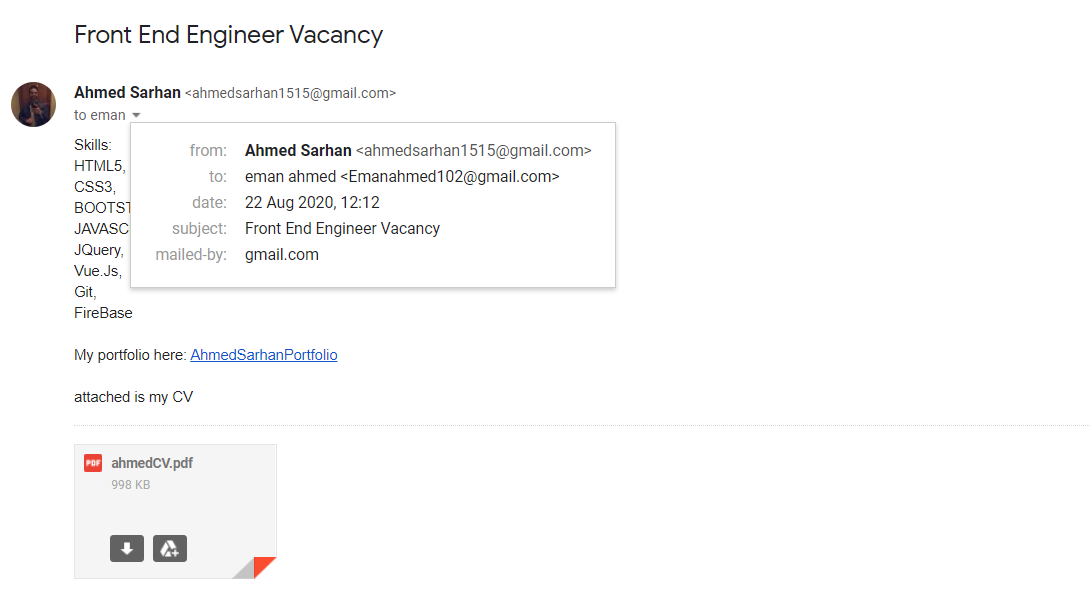 Front End Engineer Vacancy
Ahmed Sarhan <ahmedsarhan1515@gmail.com>
to eman
from: Ahmed Sarhan <ahmedsarhan1515@gmail.com>
to: eman ahmed <Emanahmed102@gmail.com>
date: 22 Aug 2020, 12:12
subject: Front End Engineer Vacancy
mailed-by: gmail.com
Skills:
HTML5,
CSS3,
BOOTST
JAVASC
JQuery,
Vue.Js,
Git,
FireBase
My portfolio here: AhmedSarhanPortfolio
attached is my CV
PDF ahmedCV.pdf
998 KB